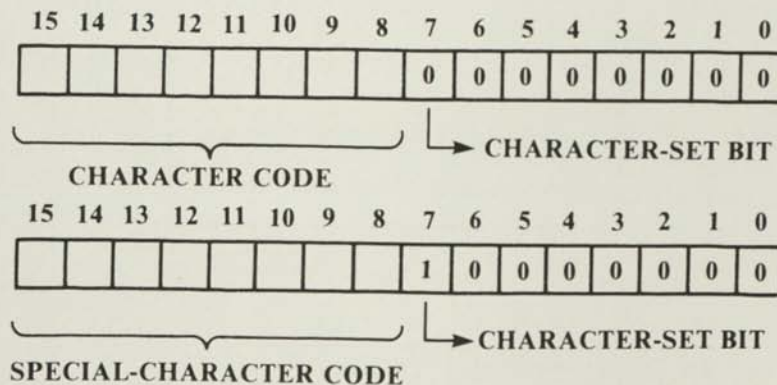 15 14 13 12 11 10 9 8 7 6 5 4 3 2 1 0
0 0 0 0 0 0 0 0
CHARACTER-SET BIT
CHARACTER CODE
15 14 13 12 11 10 9 8 7 6 5 4 3 2 1 0
1 0 0 0 0 0 0 0
CHARACTER-SET BIT
SPECIAL-CHARACTER CODE